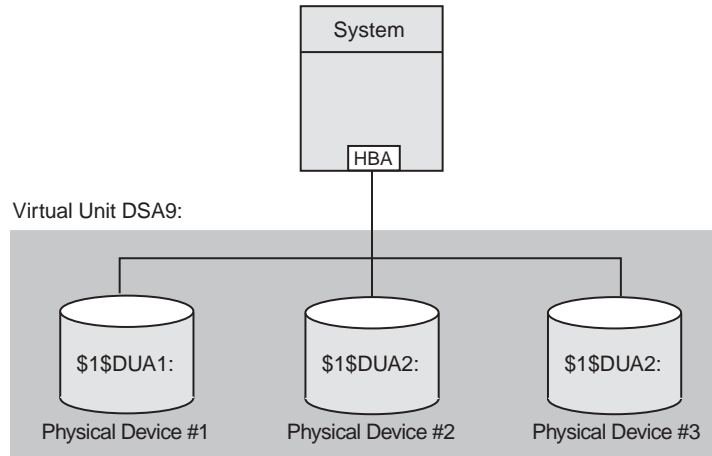 System
HBA
Virtual Unit DSA9:
$1$DUA1:
$1$DUA2:
$1$DUA2:
Physical Device #1
Physical Device #2
Physical Device #3